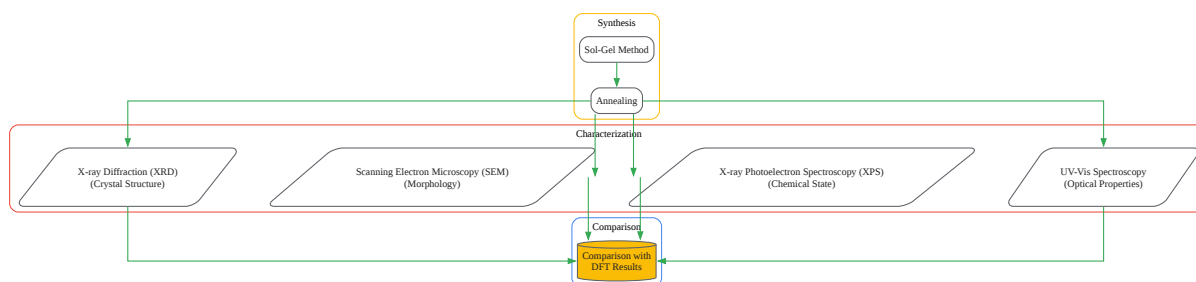 Synthesis
Sol-Gel Method
Annealing
Characterization
X-ray Diffraction (XRD)
(Crystal Structure)
Scanning Electron Microscopy (SEM)
(Morphology)
X-ray Photoelectron Spectroscopy (XPS)
(Chemical State)
UV-Vis Spectroscopy
(Optical Properties)
Comparison
Comparison with
DFT Results